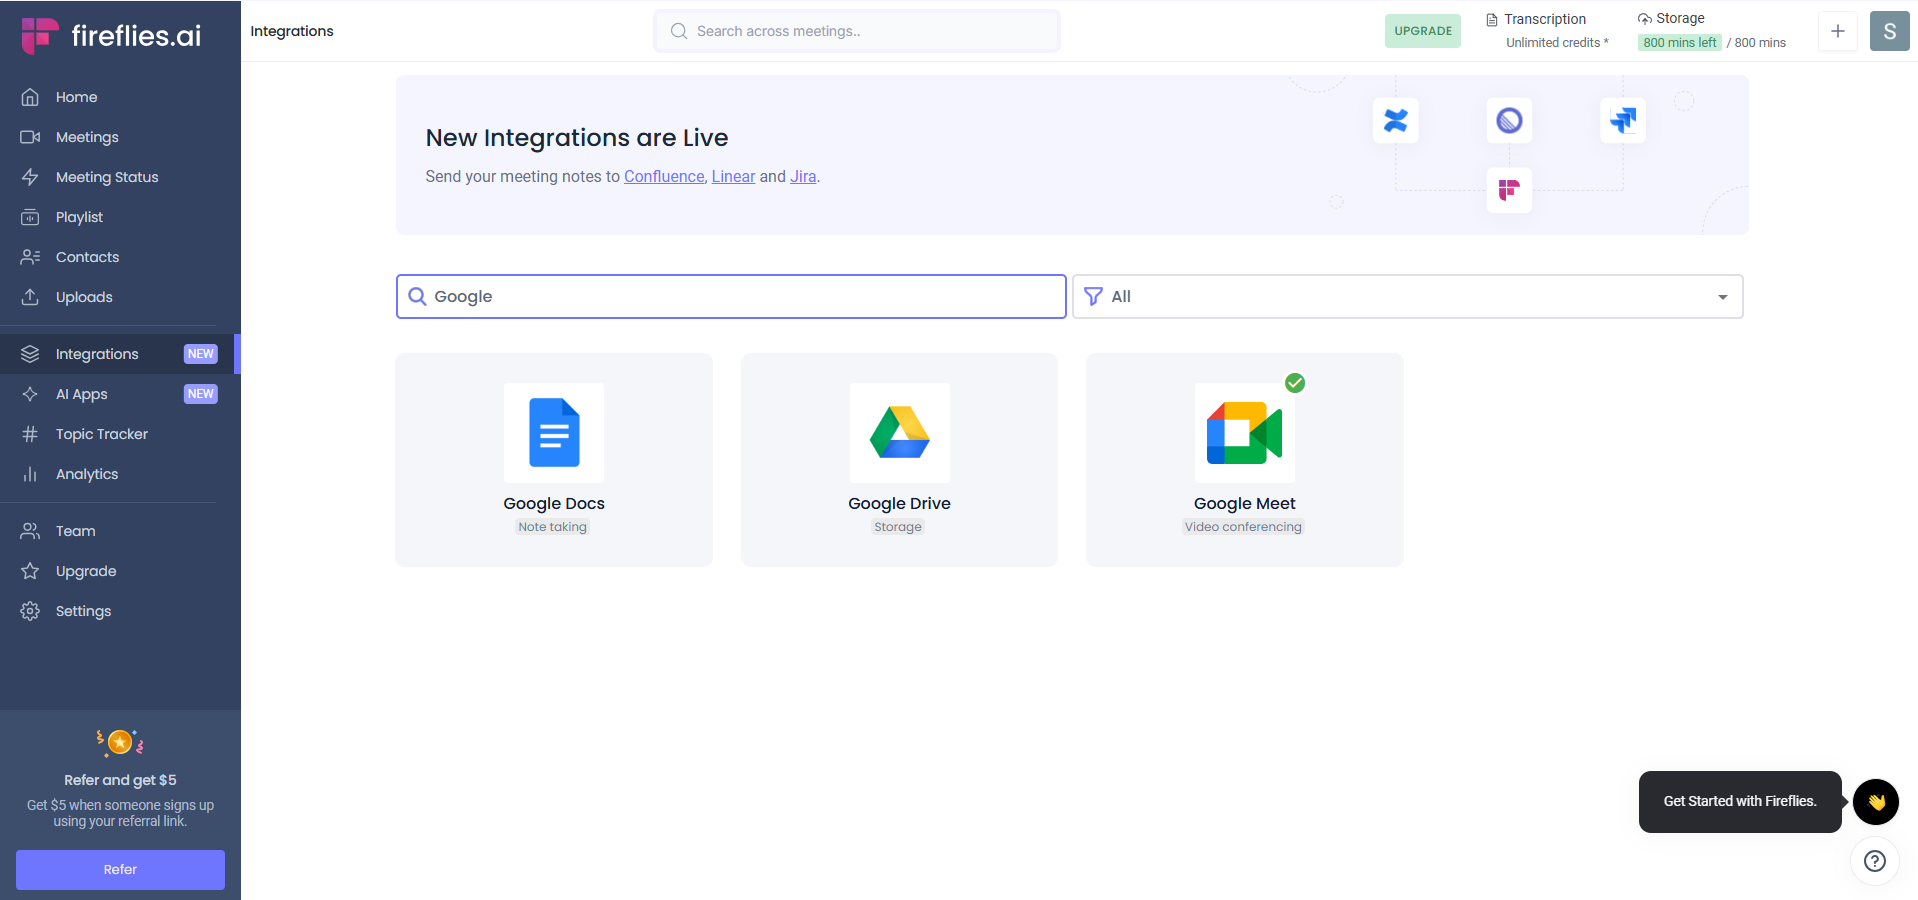 fireflies.ai
Home
Meetings
Meeting Status
Playlist
Contacts
Uploads
Integrations NEW
AI Apps NEW
Topic Tracker
Analytics
Team
Upgrade
Settings
Refer and get $5
Get $5 when someone signs up
using your referral link.
Refer
Integrations
Search across meetings..
UPGRADE
Transcription
Unlimited credits *
Storage
800 mins left / 800 mins
S
New Integrations are Live
Send your meeting notes to Confluence, Linear and Jira.
Google
All
Google Docs
Note taking
Google Drive
Storage
Google Meet
Video conferencing
Get Started with Fireflies.